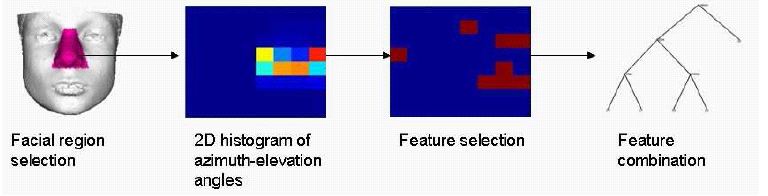 Facial region
selection
2D histogram of
azimuth-elevation
angles
Feature selection
Feature
combination